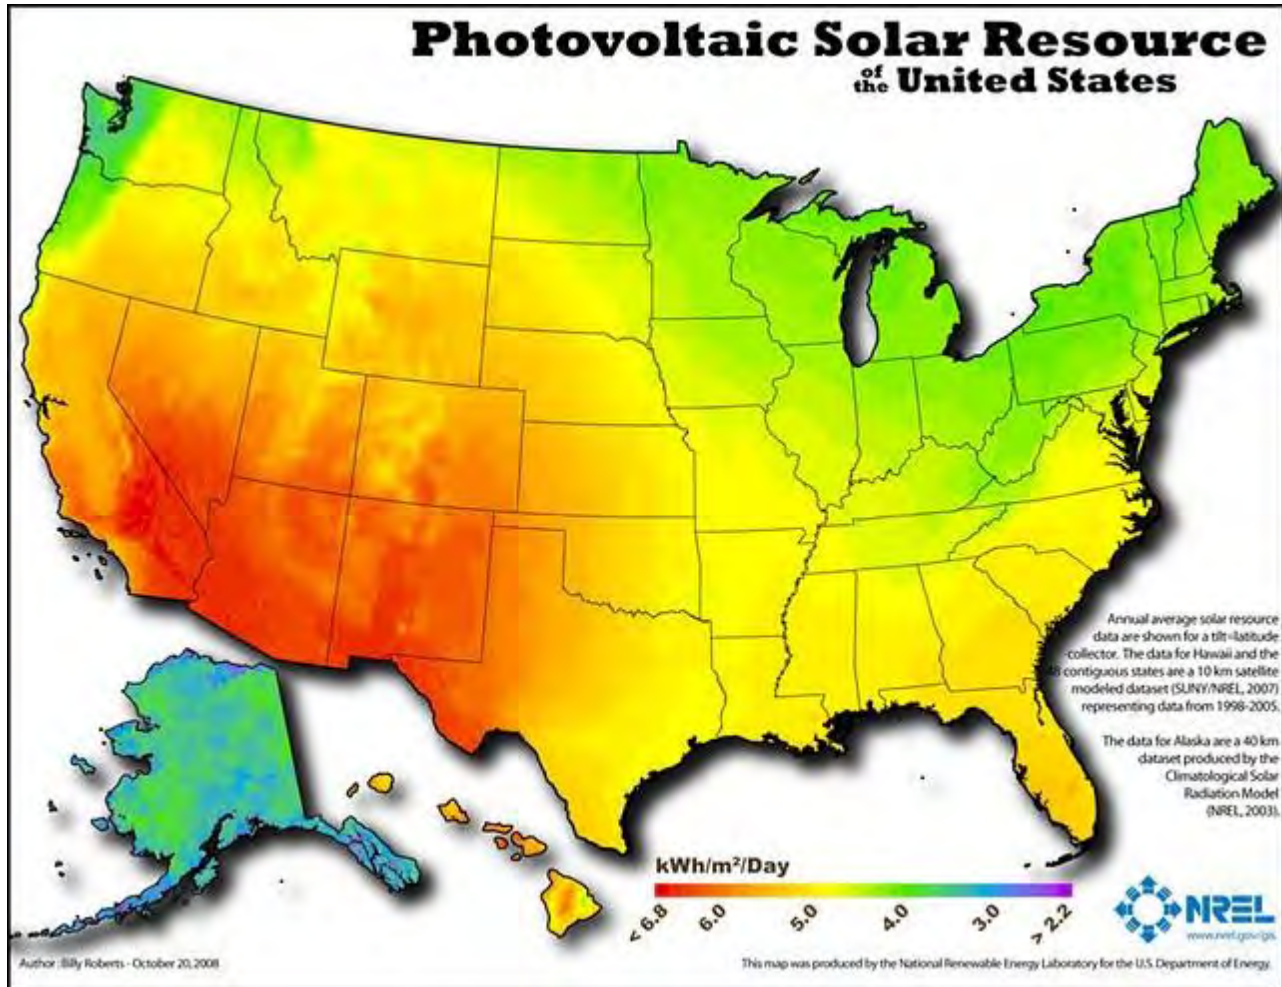 Photovoltaic Solar Resource
of the United States
Annual average solar resource
data are shown for a tilt=latitude
collector. The data for Hawaii and the
48 contiguous states are a 10 km satellite
modeled dataset (SUNY/NREL, 2007)
representing data from 1998-2005.
The data for Alaska are a 40 km
dataset produced by the
Climatological Solar
Radiation Model
(NREL, 2003).
kWh/m²/Day
< 6.8 6.0 5.0 4.0 3.0 > 2.2
NREL
www.nrel.gov/gis
Author : Billy Roberts - October 20, 2008
This map was produced by the National Renewable Energy Laboratory for the U.S. Department of Energy.